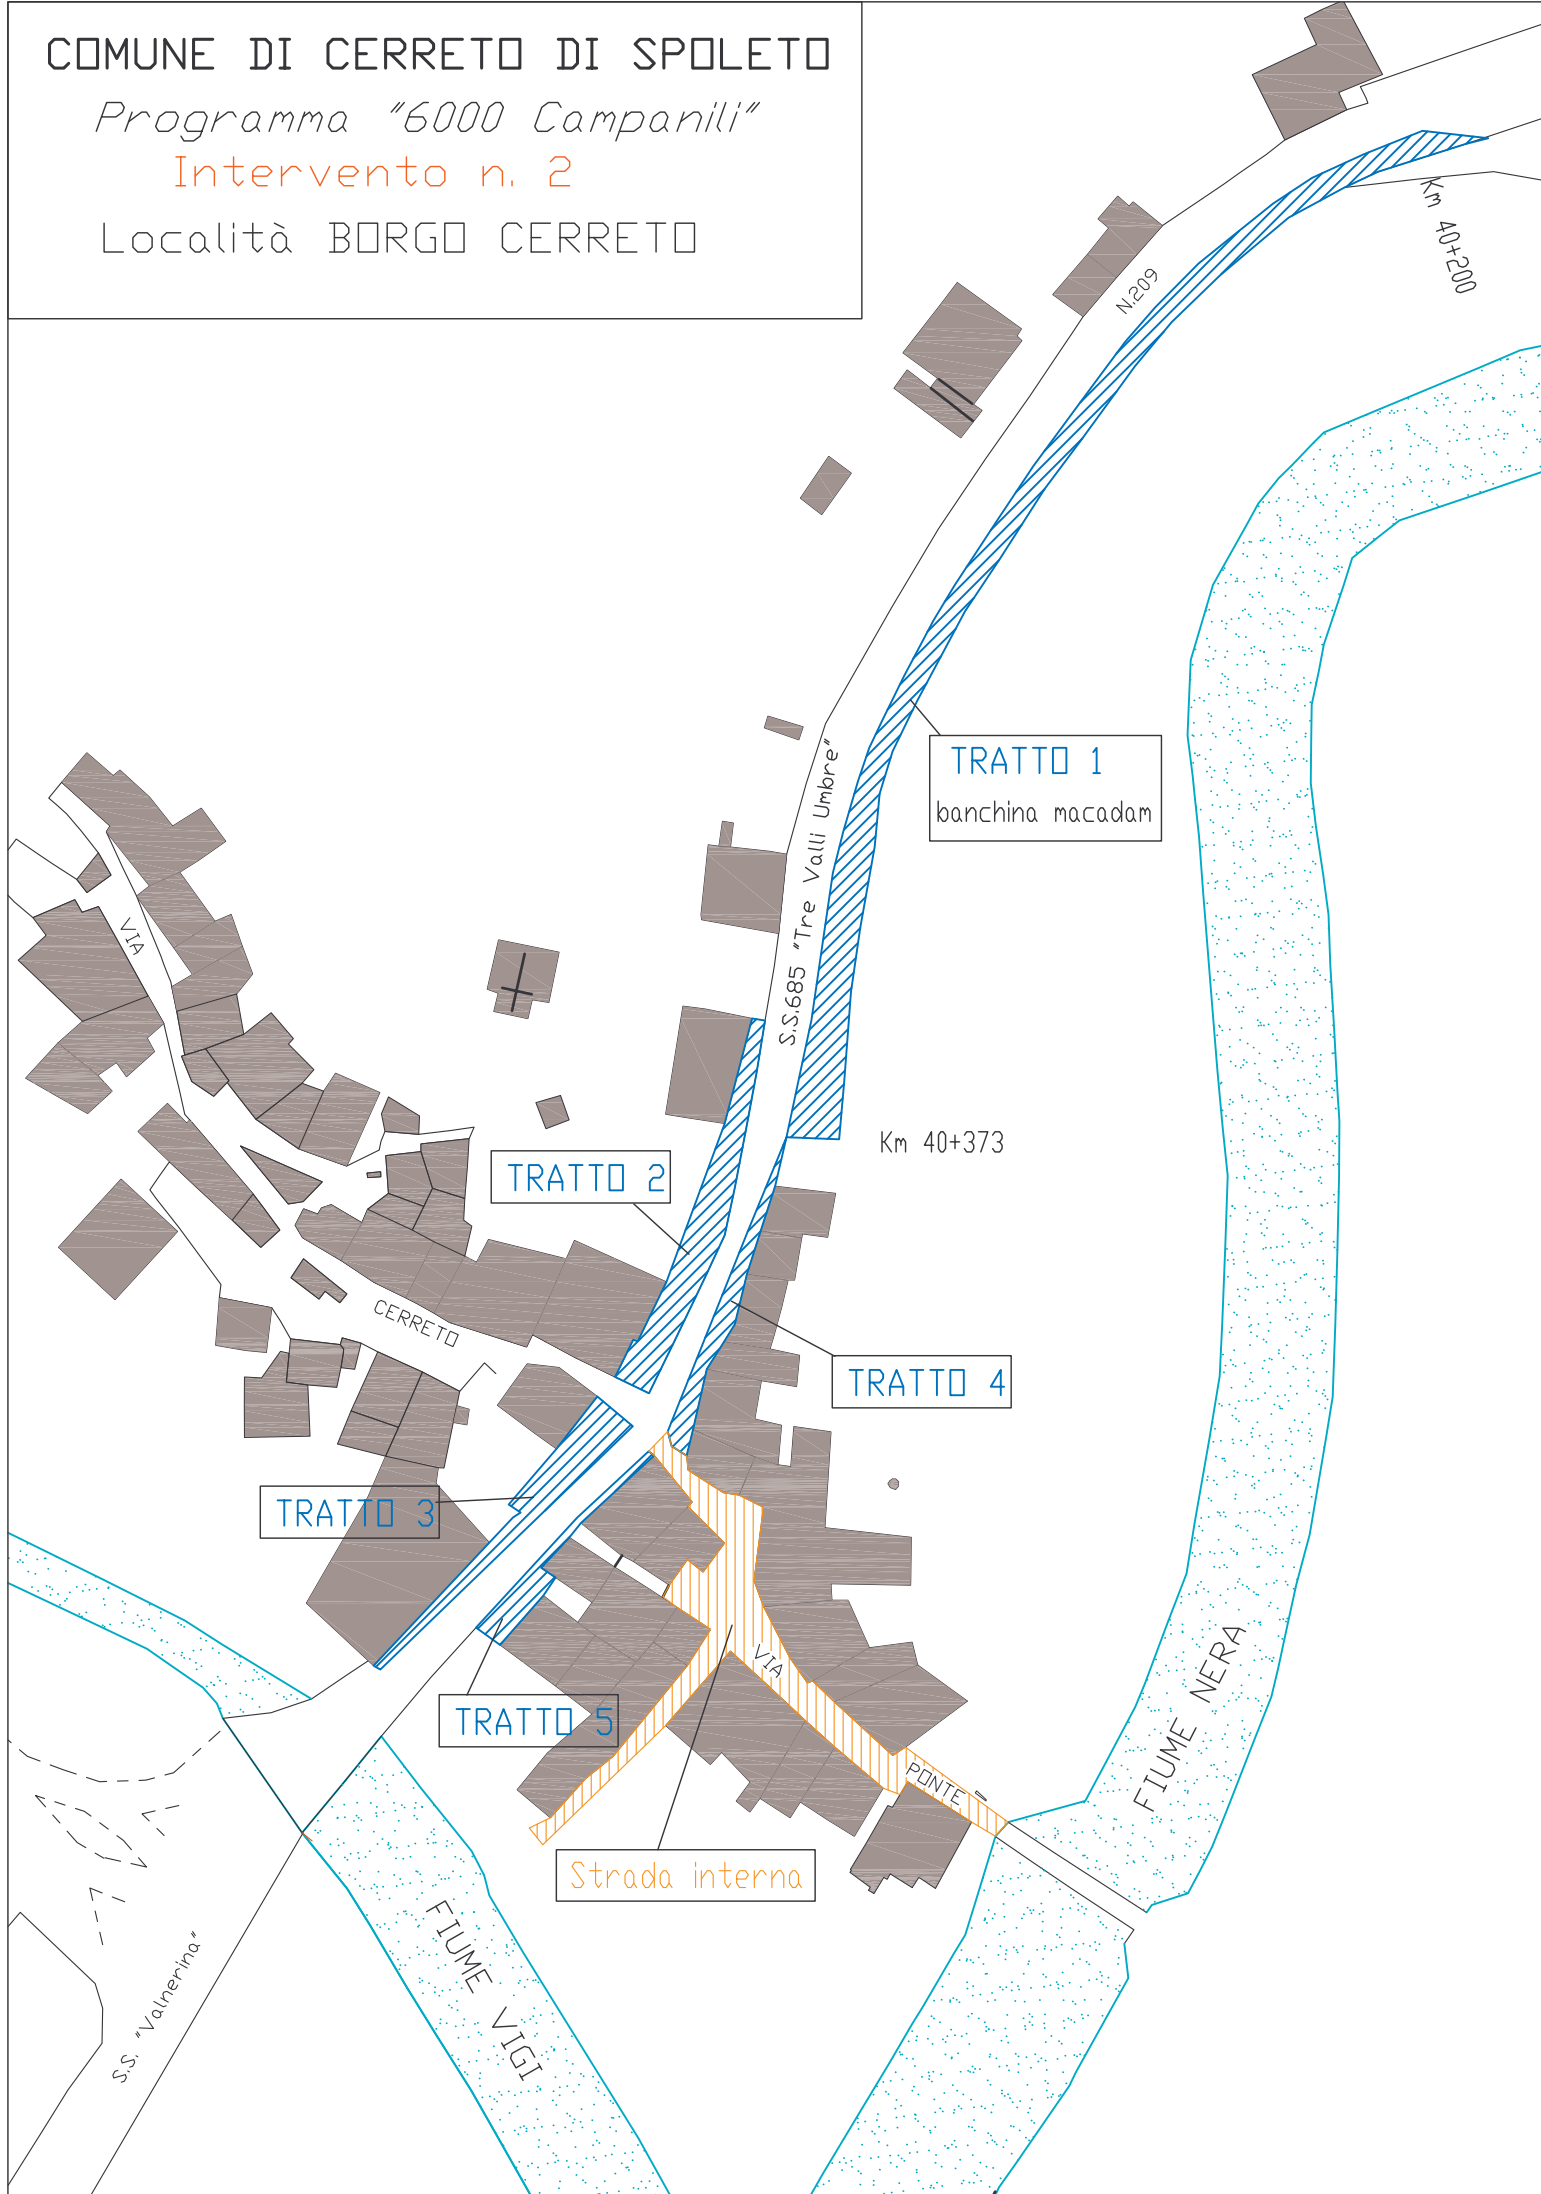 COMUNE DI CERRETO DI SPOLETO
Programma "6000 Campanili"
Intervento n. 2
Località BORGO CERRETO
Km 40+200
N.209
TRATTO 1
banchina macadam
S.S.685 "Tre Valli Umbre"
VIA
Km 40+373
TRATTO 2
CERRETO
TRATTO 4
TRATTO 3
VIA
TRATTO 5
FIUME NERA
PONTE
Strada interna
FIUME VIGI
S.S. "Valnerina"